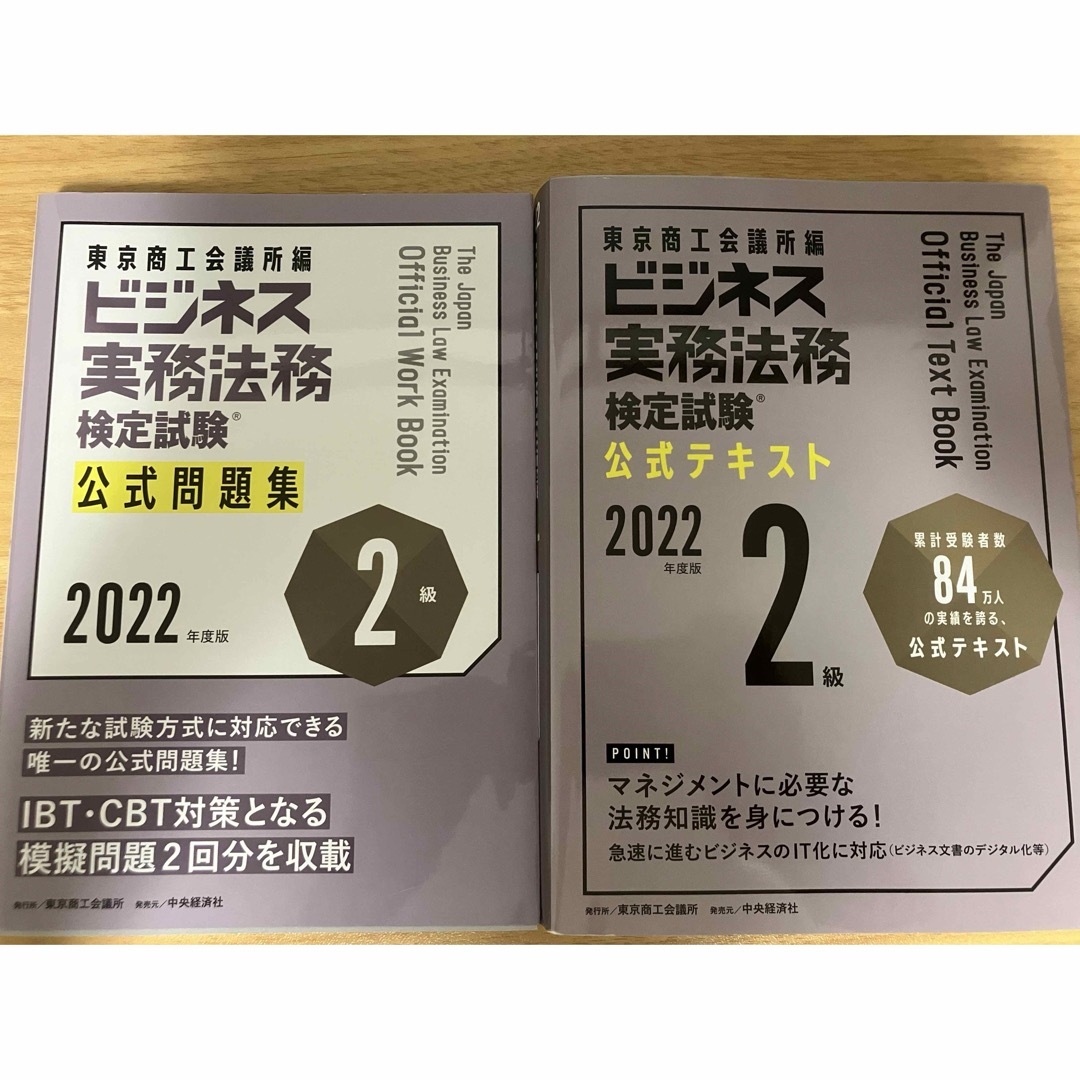 東京商工会議所編
ビジネス
実務法務
検定試験®
公式問題集
The Japan
Business Law Examination
Official Work Book
2022年度版
2級
新たな試験方式に対応できる
唯一の公式問題集!
IBT・CBT対策となる
模擬問題2回分を収載
発行所/東京商工会議所 発売元/中央経済社
東京商工会議所編
ビジネス
実務法務
検定試験®
公式テキスト
The Japan
Business Law Examination
Official Text Book
2022
年度版
2級
累計受験者数
84万人
の実績を誇る、
公式テキスト
POINT!
マネジメントに必要な
法務知識を身につける!
急速に進むビジネスのIT化に対応(ビジネス文書のデジタル化等)
発行所/東京商工会議所 発売元/中央経済社